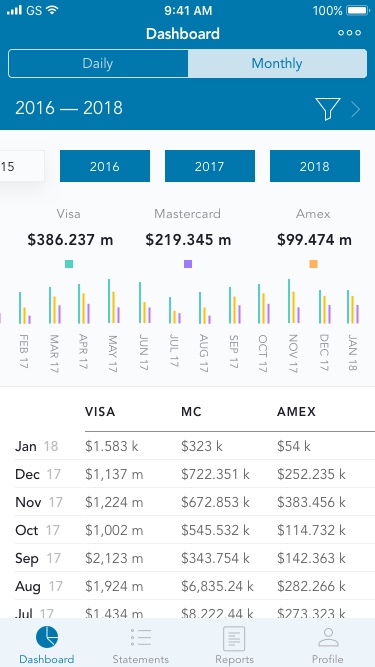 GS 9:41 AM 100%
Dashboard
Daily Monthly
2016 — 2018
15 2016 2017 2018
Visa Mastercard Amex
$386.237 m $219.345 m $99.474 m
FEB 17 MAR 17 APR 17 MAY 17 JUN 17 JUL 17 AUG 17 SEP 17 OCT 17 NOV 17 DEC 17 JAN 18
VISA MC AMEX
Jan 18 $1.583 k $323 k $54 k
Dec 17 $1,137 m $722.351 k $252.235 k
Nov 17 $1,224 m $672.853 k $383.456 k
Oct 17 $1,002 m $545.532 k $114.732 k
Sep 17 $2,123 m $343.754 k $142.363 k
Aug 17 $1,924 m $6,835.24 k $282.266 k
Jul 17 $1,434 m $8,222.44 k $273.323 k
Dashboard Statements Reports Profile